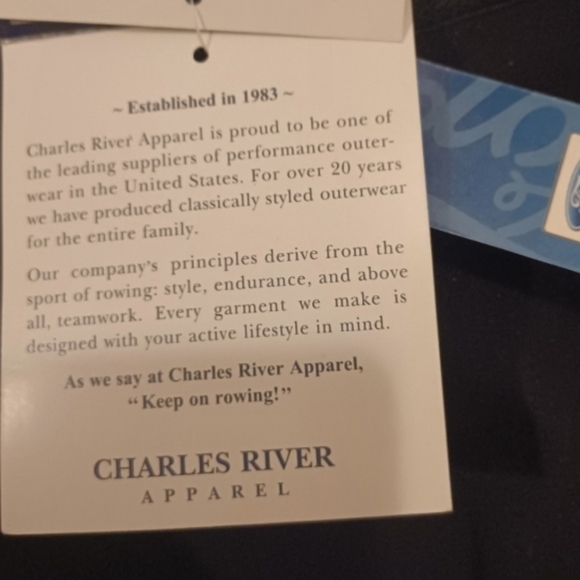 ~ Established in 1983 ~
Charles River Apparel is proud to be one of
the leading suppliers of performance outer-
wear in the United States. For over 20 years
we have produced classically styled outerwear
for the entire family.
Our company's principles derive from the
sport of rowing: style, endurance, and above
all, teamwork. Every garment we make is
designed with your active lifestyle in mind.
As we say at Charles River Apparel,
“Keep on rowing!”
CHARLES RIVER
APPAREL